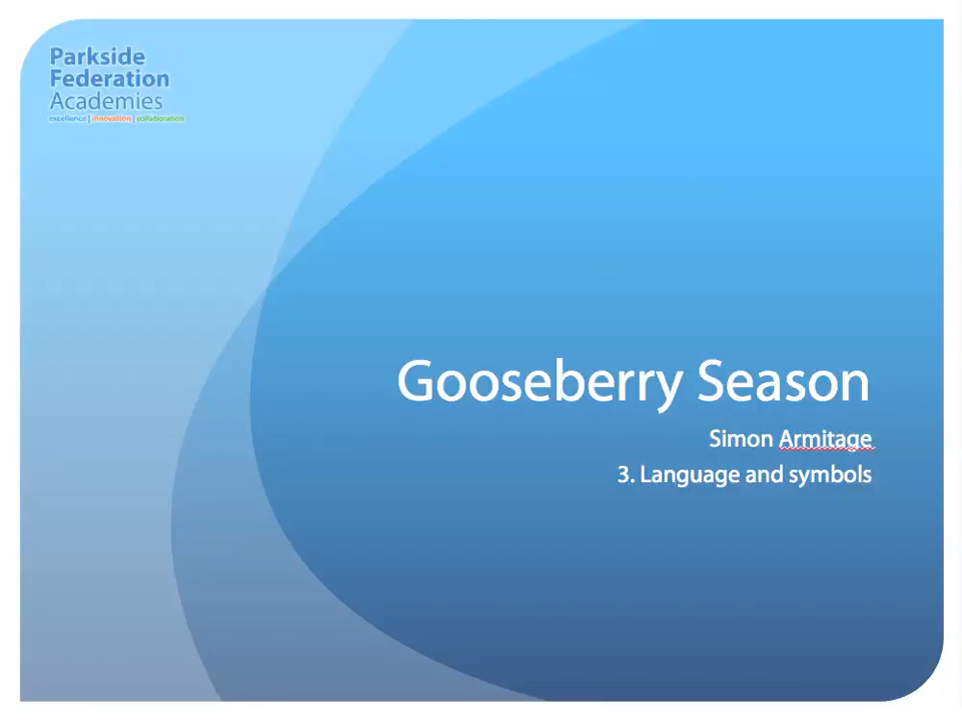 Parkside
Federation
Academies
excellence | innovation | collaboration
Gooseberry Season
Simon Armitage
3. Language and symbols